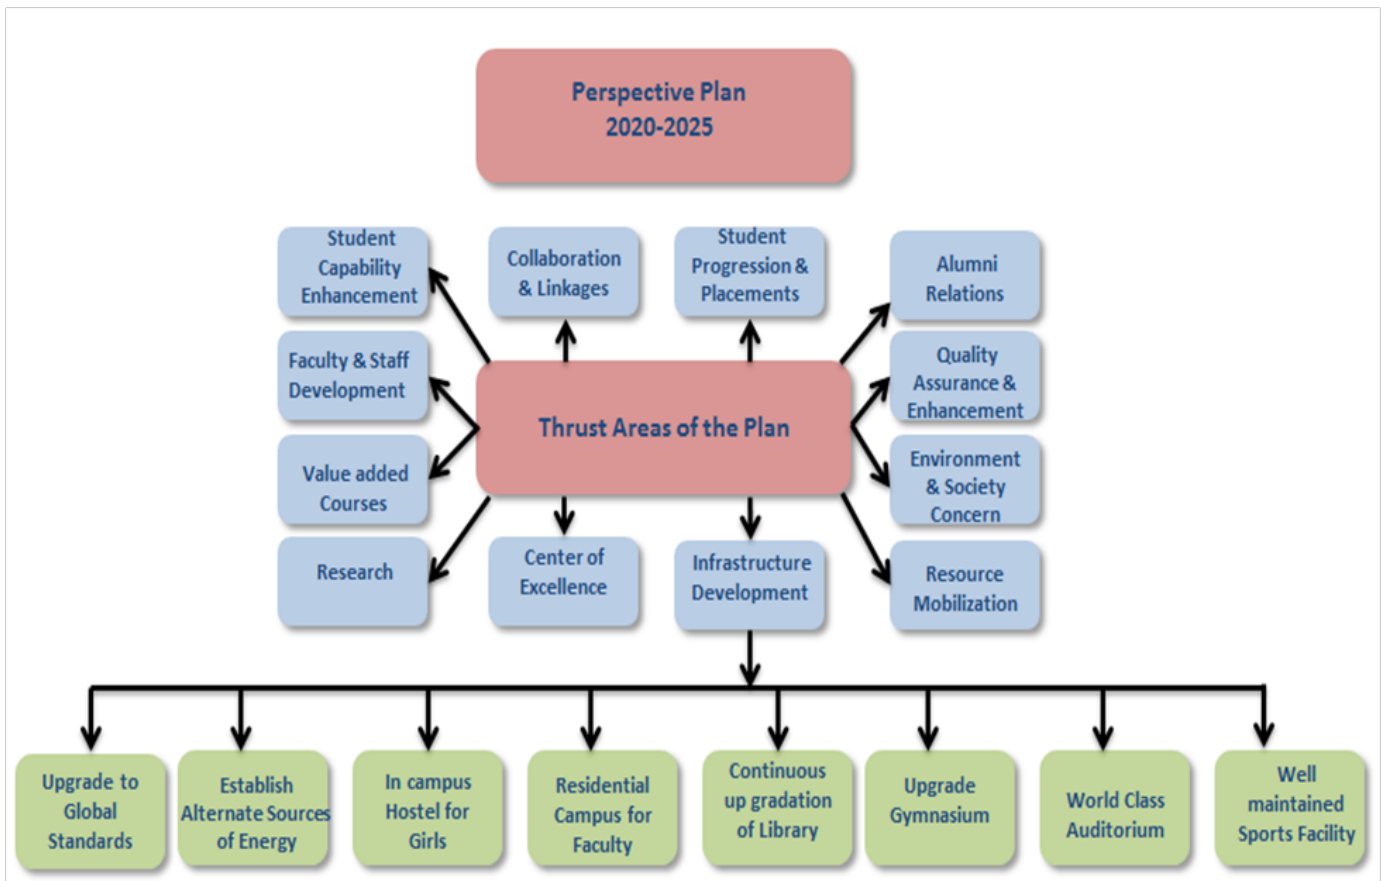 Perspective Plan
2020-2025
Student
Capability
Enhancement
Collaboration
& Linkages
Student
Progression &
Placements
Alumni
Relations
Faculty & Staff
Development
Quality
Assurance &
Enhancement
Thrust Areas of the Plan
Value added
Courses
Environment
& Society
Concern
Research
Center of
Excellence
Infrastructure
Development
Resource
Mobilization
Upgrade to
Global
Standards
Establish
Alternate Sources
of Energy
In campus
Hostel for
Girls
Residential
Campus for
Faculty
Continuous
up gradation
of Library
Upgrade
Gymnasium
World Class
Auditorium
Well
maintained
Sports Facility